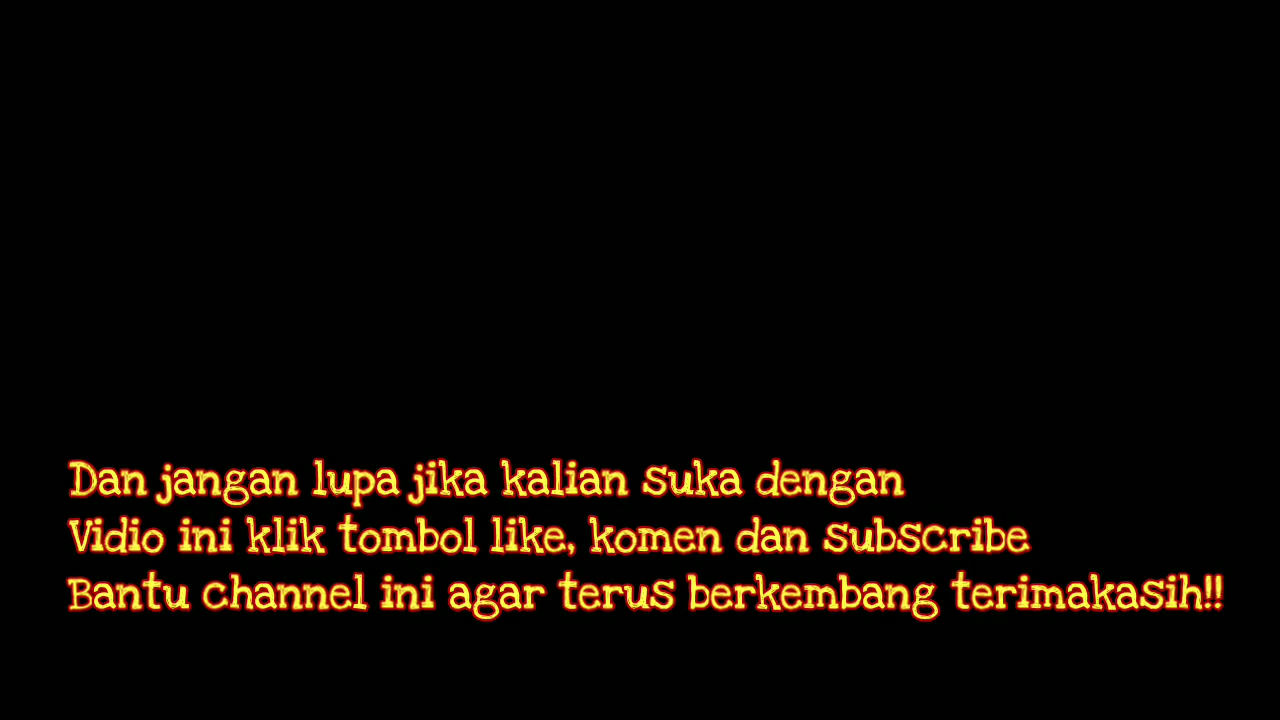 Dan jangan lupa jika kalian suka dengan
Vidio ini klik tombol like, komen dan subscribe
Bantu channel ini agar terus berkembang terimakasih!!